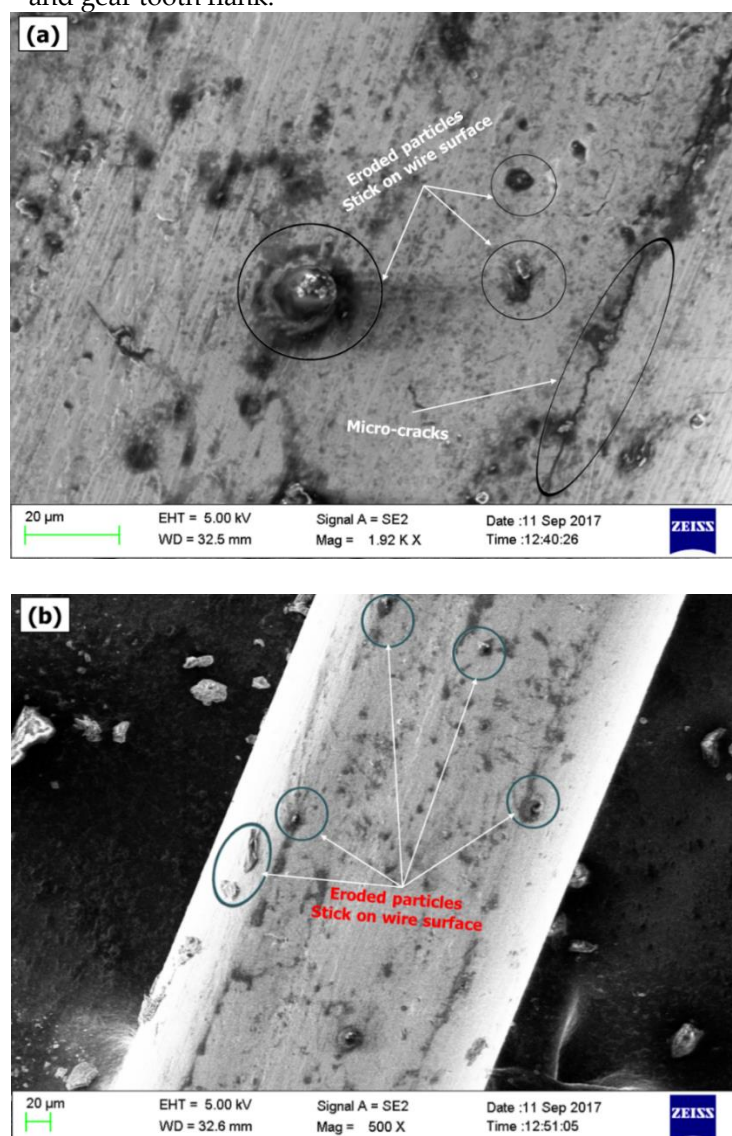 and gear tooth flank.
(a)
Eroded particles
Stick on wire surface
Micro-cracks
20 µm
EHT = 5.00 kV
Signal A = SE2
Date :11 Sep 2017
ZEISS
WD = 32.5 mm
Mag = 1.92 K X
Time :12:40:26
(b)
Eroded particles
Stick on wire surface
20 µm
EHT = 5.00 kV
Signal A = SE2
Date :11 Sep 2017
ZEISS
WD = 32.6 mm
Mag = 500 X
Time :12:51:05